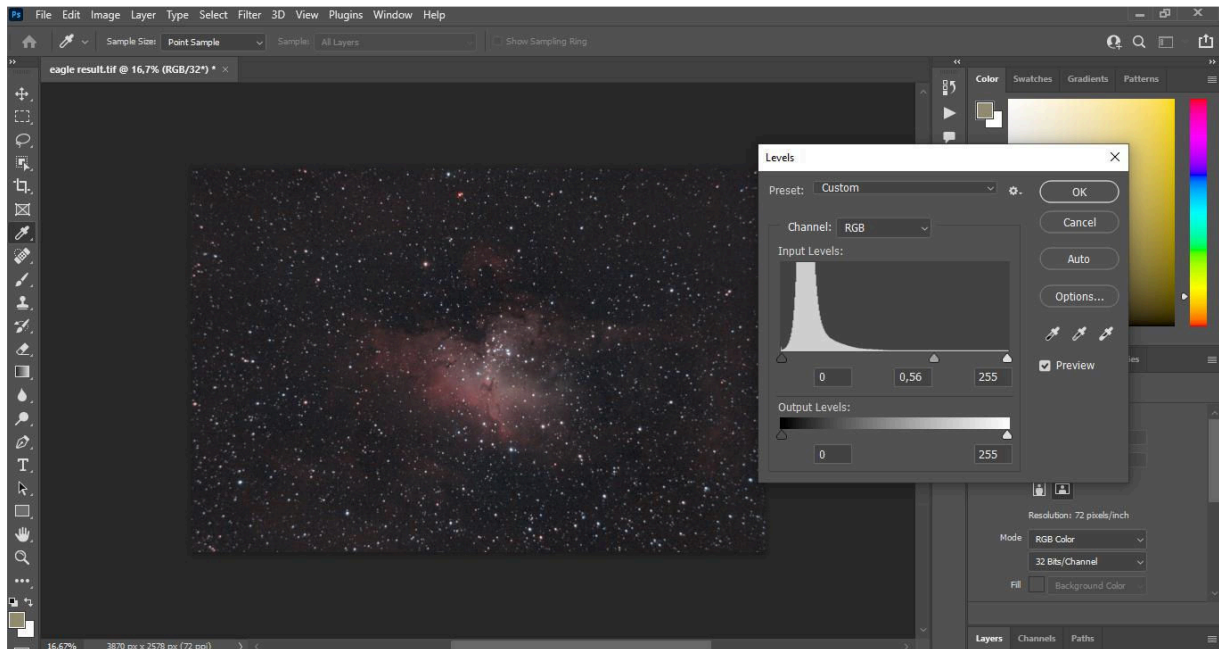 Ps File Edit Image Layer Type Select Filter 3D View Plugins Window Help
Sample Size: Point Sample Sample: All Layers Show Sampling Ring
eagle result.tif @ 16,7% (RGB/32*) * ×
Color Swatches Gradients Patterns
Levels
Preset: Custom
OK
Channel: RGB
Cancel
Input Levels:
Auto
Options...
0 0,56 255
Preview
Output Levels:
0 255
Resolution: 72 pixels/inch
Mode RGB Color
32 Bits/Channel
Fill Background Color
16,67% 3870 px x 2578 px (72 ppi)
Layers Channels Paths